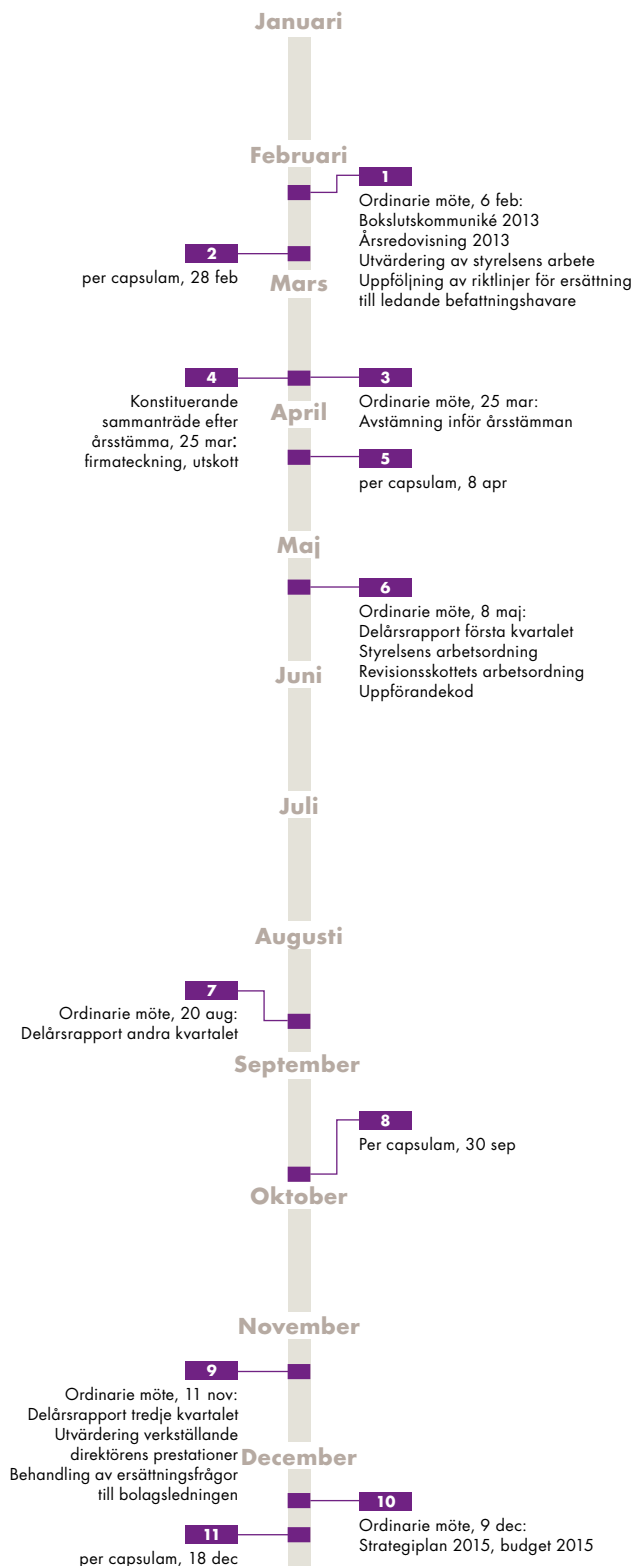 Januari
Februari
1
Ordinarie möte, 6 feb:
Bokslutskommuniké 2013
Årsredovisning 2013
Utvärdering av styrelsens arbete
Uppföljning av riktlinjer för ersättning
till ledande befattningshavare
2
per capsulam, 28 feb
Mars
4
Konstituerande
sammanträde efter
årsstämma, 25 mar:
firmateckning, utskott
3
Ordinarie möte, 25 mar:
Avstämning inför årsstämman
April
5
per capsulam, 8 apr
Maj
6
Ordinarie möte, 8 maj:
Delårsrapport första kvartalet
Styrelsens arbetsordning
Revisionsskottets arbetsordning
Uppförandekod
Juni
Juli
Augusti
7
Ordinarie möte, 20 aug:
Delårsrapport andra kvartalet
September
8
Per capsulam, 30 sep
Oktober
November
9
Ordinarie möte, 11 nov:
Delårsrapport tredje kvartalet
Utvärdering verkställande
direktörens prestationer
Behandling av ersättningsfrågor
till bolagsledningen
December
10
Ordinarie möte, 9 dec:
Strategiplan 2015, budget 2015
11
per capsulam, 18 dec